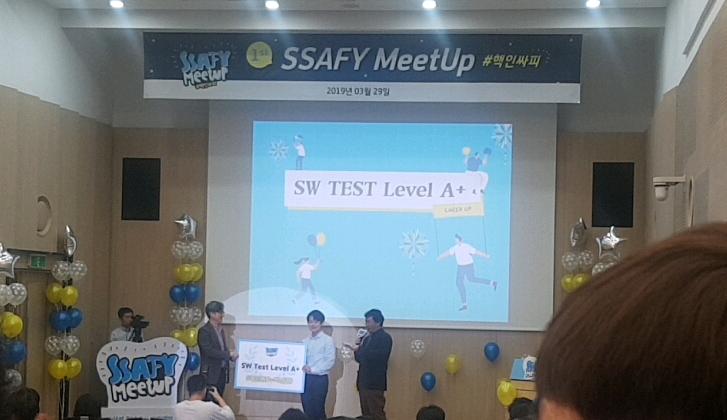 SSAFY
MeetUp
1st SSAFY MeetUp #핵인싸피
2019년 03월 29일
SW TEST Level A+
CHEER UP
SW Test Level A+
SSAFY
MeetUp